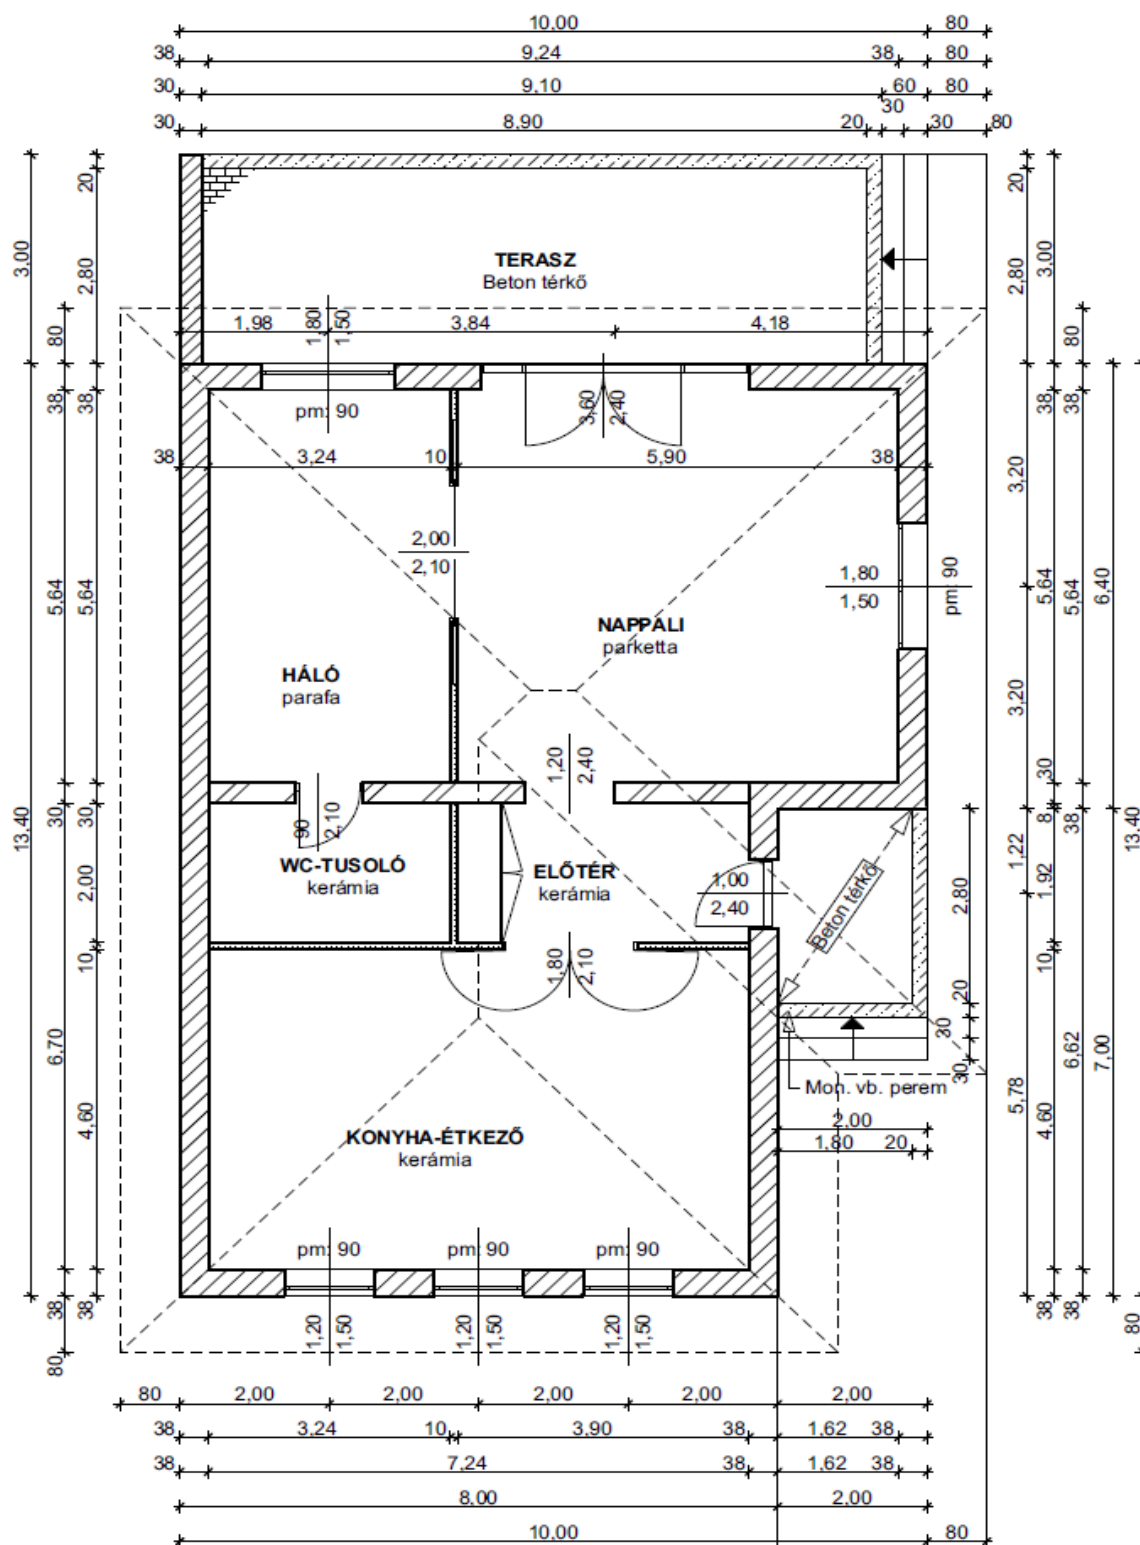 10,00 80
38 9,24 38 80
30 9,10 60 80
30
30 8,90 20 30 80
20 20
3,00 2,80 2,80 3,00
TERASZ
Beton térkő
80 1,98 1,80 1,50 3,84 4,18 80
38 38 38 38
pm: 90 3,60 2,40
38 3,24 10 5,90 38
3,20
2,00
2,10
1,80
1,50
pm: 90
5,64 5,64 5,64 5,64 6,40
NAPPALI
parketta
HÁLÓ
parafa
3,20
1,20 2,40
30 30 30 8 38
90 2,10
13,40 13,40
WC-TUSOLÓ
kerámia
ELŐTÉR
kerámia
1,00
2,40
Beton térkő
2,00 2,80 1,22 1,92
10 1,80 2,10 20 10
30
30
6,70 5,78 6,62 7,00
Mon. vb. perem
4,60 2,00 4,60
1,80 20
KONYHA-ÉTKEZŐ
kerámia
pm: 90 pm: 90 pm: 90
38 38 38 38
1,20 1,50 1,20 1,50 1,20 1,50
80 80
80 2,00 2,00 2,00 2,00 2,00
38 3,24 10 3,90 38 1,62 38
38 7,24 38 1,62 38
8,00 2,00
10,00 80